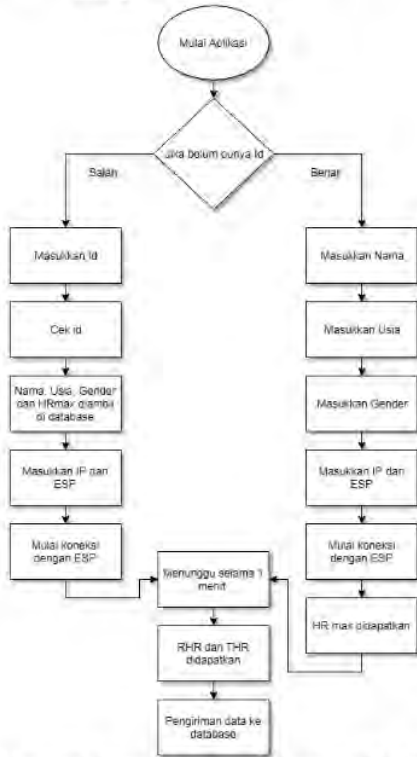 Mulai Aplikasi
Jika belum punya Id
Salah
Benar
Masukkan Id
Cek id
Nama, Usia, Gender
dan HRmax diambil
di database
Masukkan IP dan
ESP
Mulai koneksi
dengan ESP
Masukkan Nama
Masukkan Usia
Masukkan Gender
Masukkan IP dan
ESP
Mulai koneksi
dengan ESP
HR max didapatkan
Menunggu selama 1
menit
RHR dan THR
didapatkan
Pengiriman data ke
database